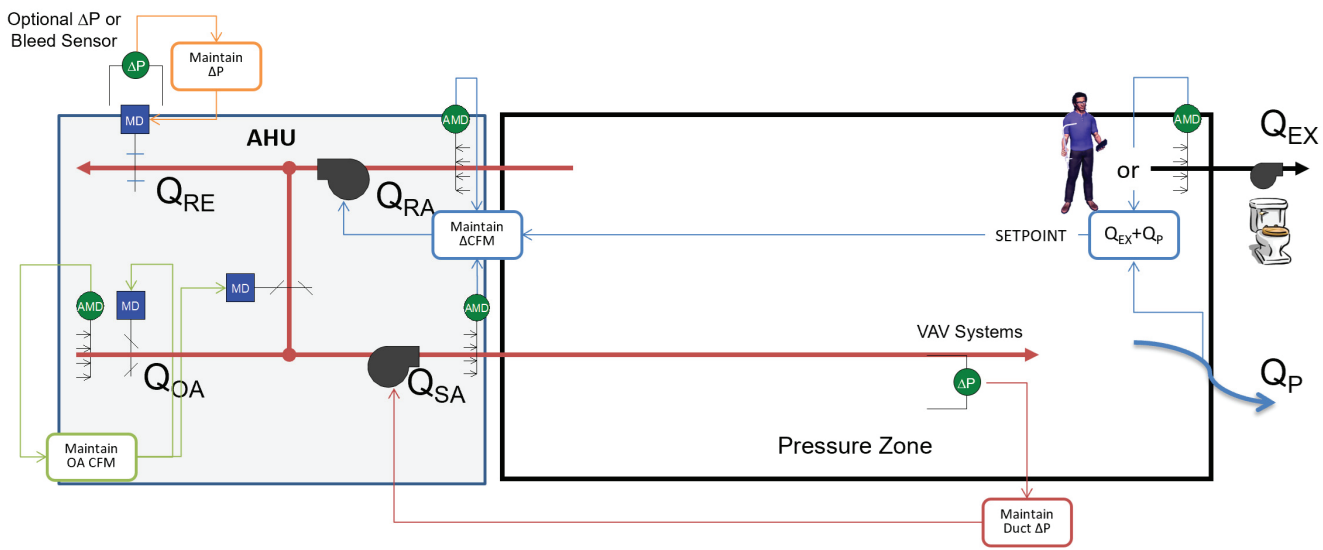 Optional ΔP or
Bleed Sensor
ΔP
Maintain
ΔP
MD
AHU
AMD
AMD
Q_EX
Q_RE
Q_RA
or
Maintain
ΔCFM
SETPOINT
Q_EX+Q_P
MD
AMD
MD
AMD
VAV Systems
Q_OA
Q_SA
ΔP
Q_P
Maintain
OA CFM
Pressure Zone
Maintain
Duct ΔP